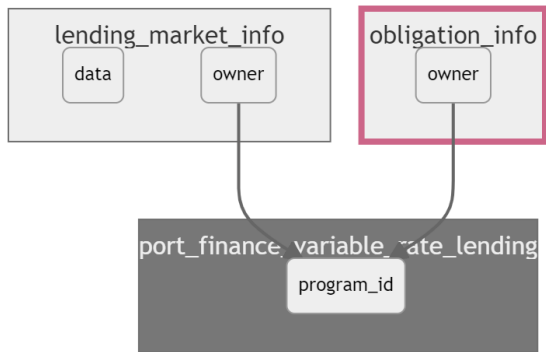 lending_market_info
data
owner
obligation_info
owner
port_finance_variable_rate_lending
program_id